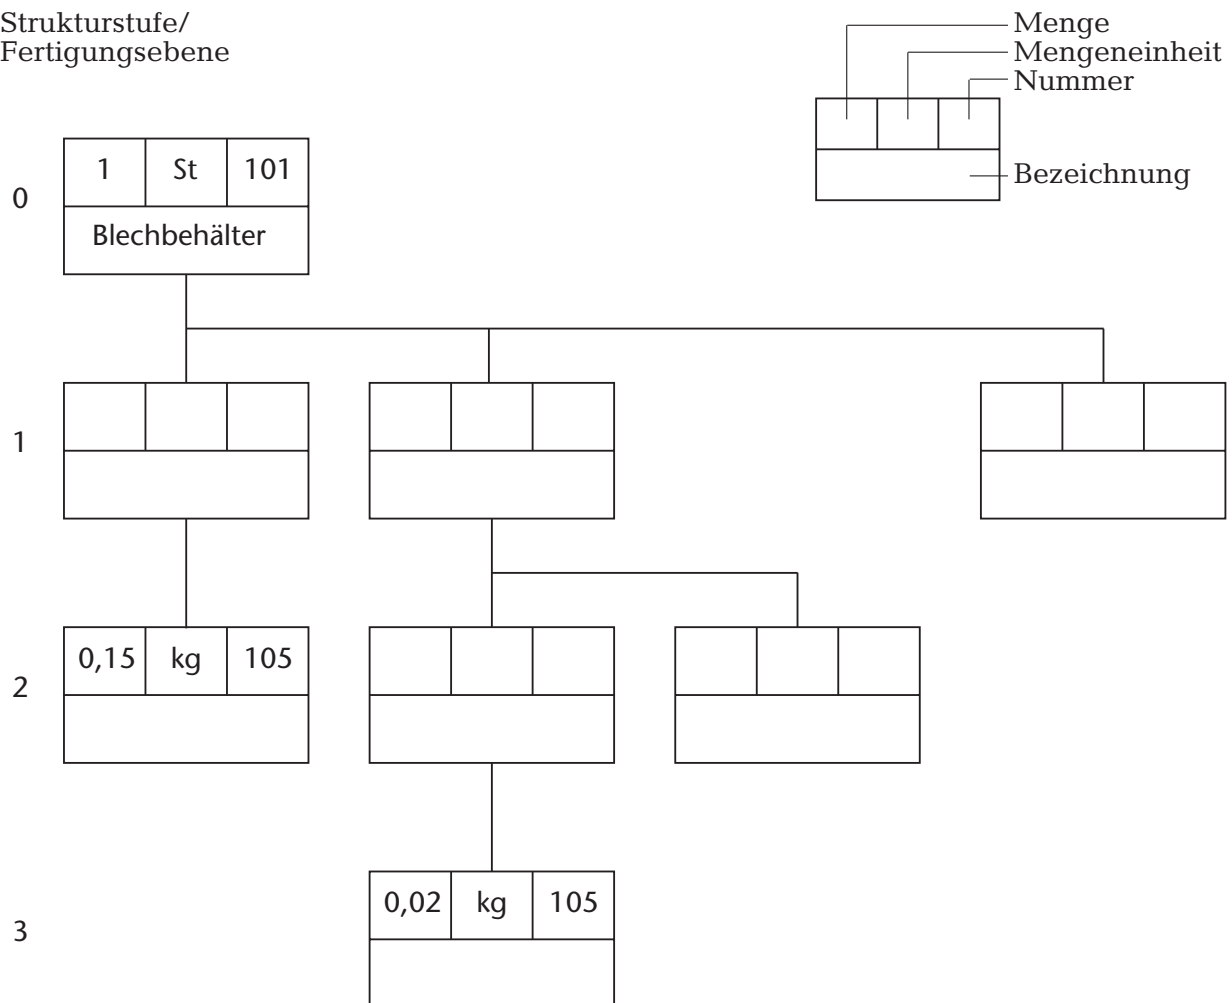 Strukturstufe/
Fertigungsebene
Menge
Mengeneinheit
Nummer
Bezeichnung
0
1 St 101
Blechbehälter
1
2
0,15 kg 105
3
0,02 kg 105